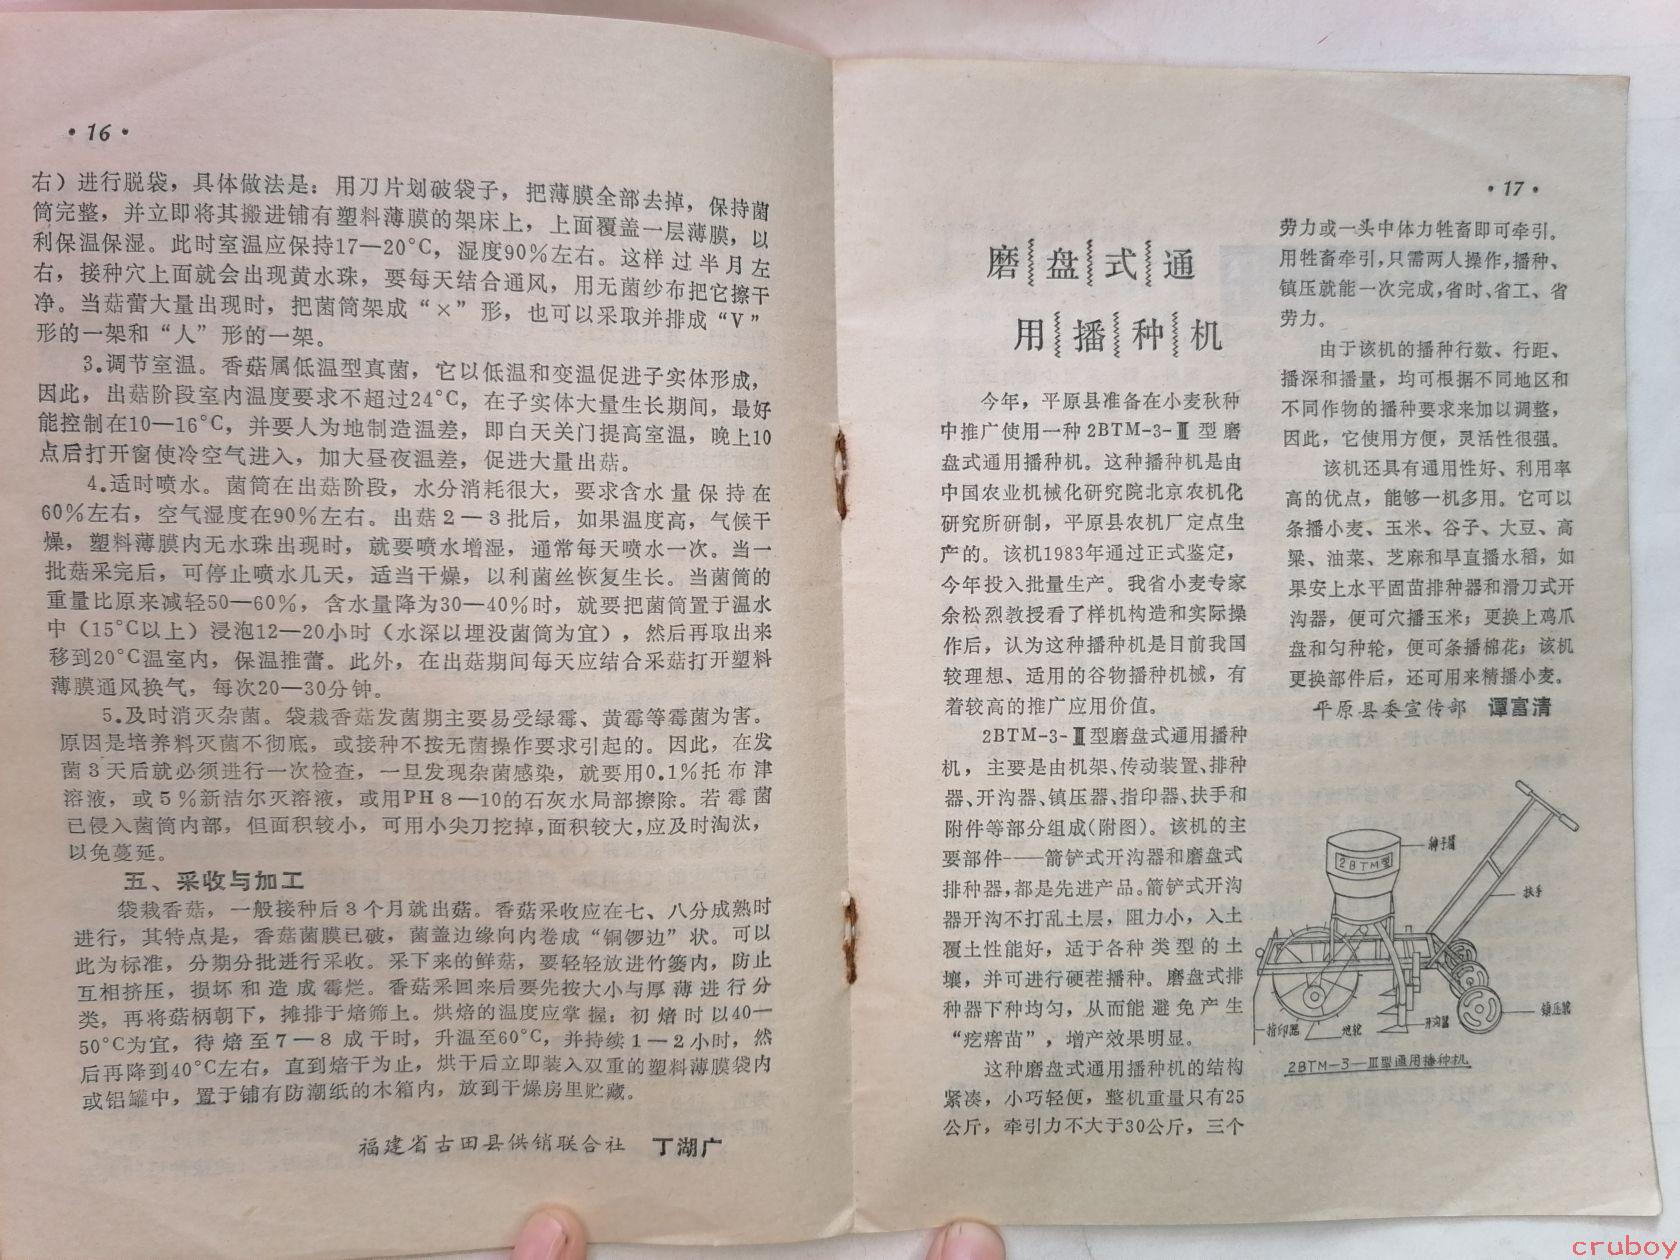 ·16·
右）进行脱袋，具体做法是：用刀片划破袋子，把薄膜全部去掉，保持菌
筒完整，并立即将其搬进铺有塑料薄膜的架床上，上面覆盖一层薄膜，以
利保温保湿。此时室温应保持17—20°C，湿度90%左右。这样过半月左
右，接种穴上面就会出现黄水珠，要每天结合通风，用无菌纱布把它擦干
净。当菇蕾大量出现时，把菌筒架成“×”形，也可以采取并排成“V”
形的一架和“人”形的一架。
3.调节室温。香菇属低温型真菌，它以低温和变温促进子实体形成，
因此，出菇阶段室内温度要求不超过24°C，在子实体大量生长期间，最好
能控制在10—16°C，并要人为地制造温差，即白天关门提高室温，晚上10
点后打开窗使冷空气进入，加大昼夜温差，促进大量出菇。
4.适时喷水。菌筒在出菇阶段，水分消耗很大，要求含水量保持在
60%左右，空气湿度在90%左右。出菇2—3批后，如果温度高，气候干
燥，塑料薄膜内无水珠出现时，就要喷水增湿，通常每天喷水一次。当一
批菇采完后，可停止喷水几天，适当干燥，以利菌丝恢复生长。当菌筒的
重量比原来减轻50—60%，含水量降为30—40%时，就要把菌筒置于温水
中（15°C以上）浸泡12—20小时（水深以埋没菌筒为宜），然后再取出来
移到20°C温室内，保温推蕾。此外，在出菇期间每天应结合采菇打开塑料
薄膜通风换气，每次20—30分钟。
5.及时消灭杂菌。袋栽香菇发菌期主要易受绿霉、黄霉等霉菌为害。
原因是培养料灭菌不彻底，或接种不按无菌操作要求引起的。因此，在发
菌3天后就必须进行一次检查，一旦发现杂菌感染，就要用0.1%托布津
溶液，或5%新洁尔灭溶液，或用PH8—10的石灰水局部擦除。若霉菌
已侵入菌筒内部，但面积较小，可用小尖刀挖掉，面积较大，应及时淘汰，
以免蔓延。
五、采收与加工
袋栽香菇，一般接种后3个月就出菇。香菇采收应在七、八分成熟时
进行，其特点是，香菇菌膜已破，菌盖边缘向内卷成“铜锣边”状。可以
此为标准，分期分批进行采收。采下来的鲜菇，要轻轻放进竹篓内，防止
互相挤压，损坏和造成霉烂。香菇采回来后要先按大小与厚薄进行分
类，再将菇柄朝下，摊排于焙筛上。烘焙的温度应掌握：初焙时以40—
50°C为宜，待焙至7—8成干时，升温至60°C，并持续1—2小时，然
后再降到40°C左右，直到焙干为止，烘干后立即装入双重的塑料薄膜袋内
或铝罐中，置于铺有防潮纸的木箱内，放到干燥房里贮藏。
福建省古田县供销联合社 丁湖广
·17·
磨盘式通
用播种机
今年，平原县准备在小麦秋种
中推广使用一种2BTM-3-Ⅲ型磨
盘式通用播种机。这种播种机是由
中国农业机械化研究院北京农机化
研究所研制，平原县农机厂定点生
产的。该机1983年通过正式鉴定，
今年投入批量生产。我省小麦专家
余松烈教授看了样机构造和实际操
作后，认为这种播种机是目前我国
较理想、适用的谷物播种机械，有
着较高的推广应用价值。
2BTM-3-Ⅲ型磨盘式通用播种
机，主要是由机架、传动装置、排种
器、开沟器、镇压器、指印器、扶手和
附件等部分组成(附图)。该机的主
要部件——箭铲式开沟器和磨盘式
排种器，都是先进产品。箭铲式开沟
器开沟不打乱土层，阻力小，入土
覆土性能好，适于各种类型的土
壤，并可进行硬茬播种。磨盘式排
种器下种均匀，从而能避免产生
“疙瘩苗”，增产效果明显。
这种磨盘式通用播种机的结构
紧凑，小巧轻便，整机重量只有25
公斤，牵引力不大于30公斤，三个
劳力或一头中体力牲畜即可牵引。
用牲畜牵引，只需两人操作，播种、
镇压就能一次完成，省时、省工、省
劳力。
由于该机的播种行数、行距、
播深和播量，均可根据不同地区和
不同作物的播种要求来加以调整，
因此，它使用方便，灵活性很强。
该机还具有通用性好、利用率
高的优点，能够一机多用。它可以
条播小麦、玉米、谷子、大豆、高
粱、油菜、芝麻和旱直播水稻，如
果安上水平固苗排种器和滑刀式开
沟器，便可穴播玉米；更换上鸡爪
盘和匀种轮，便可条播棉花；该机
更换部件后，还可用来精播小麦。
平原县委宣传部 谭富清
2BTM型
种子箱
扶手
镇压器
开沟器
地轮
指印器
2BTM-3-Ⅲ型通用播种机
cruboy